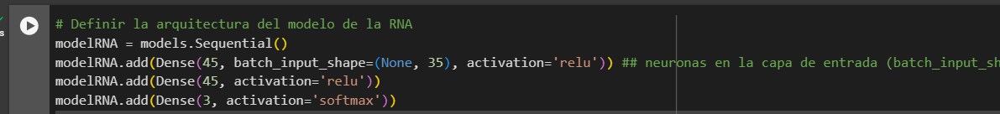 # Definir la arquitectura del modelo de la RNA
modelRNA = models.Sequential()
modelRNA.add(Dense(45, batch_input_shape=(None, 35), activation='relu')) ## neuronas en la capa de entrada (batch_input_sh
modelRNA.add(Dense(45, activation='relu'))
modelRNA.add(Dense(3, activation='softmax'))